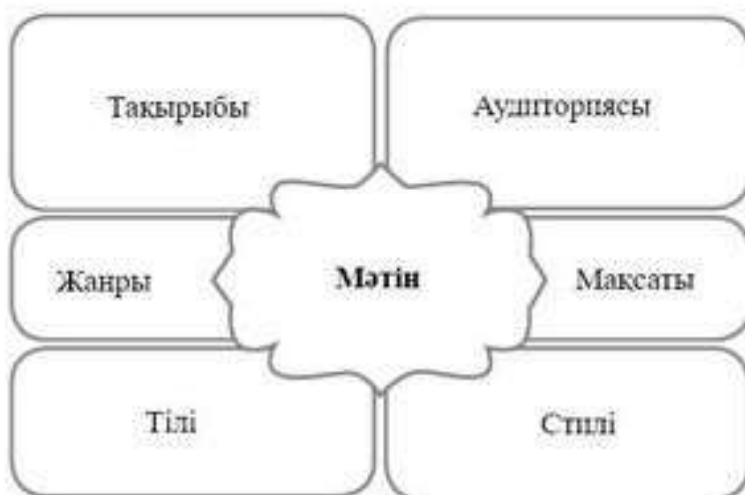 Тақырыбы
Аудиториясы
Жанры
Мәтін
Мақсаты
Тілі
Стилі